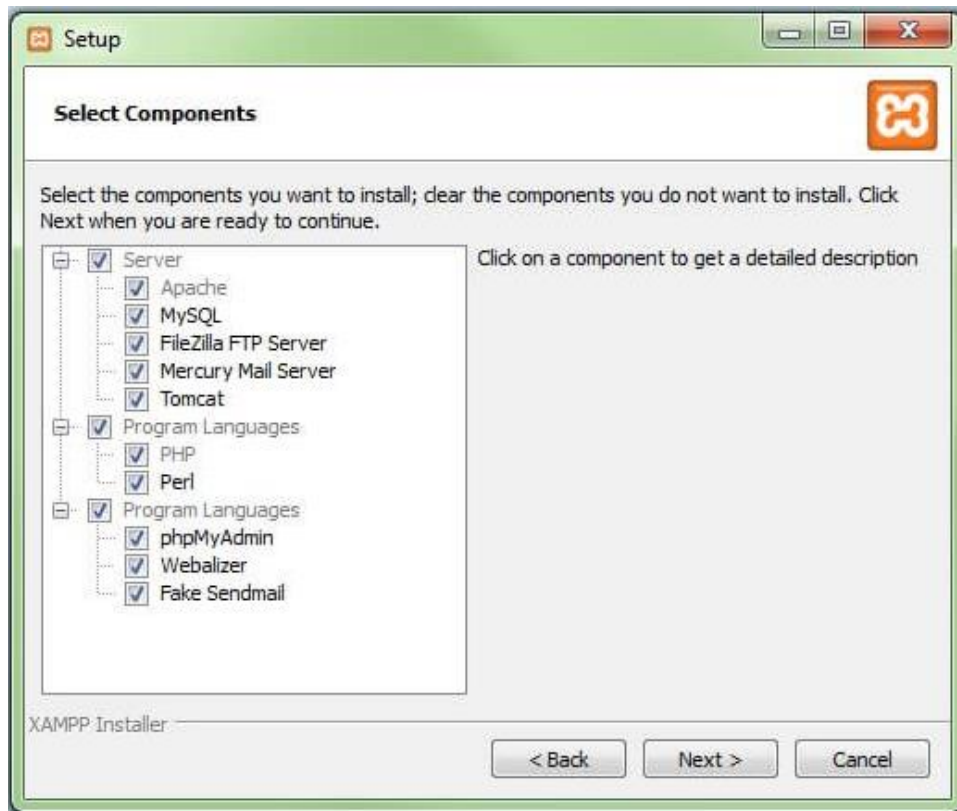 Setup
Select Components
Select the components you want to install; clear the components you do not want to install. Click
Next when you are ready to continue.
Server
Apache
MySQL
FileZilla FTP Server
Mercury Mail Server
Tomcat
Program Languages
PHP
Perl
Program Languages
phpMyAdmin
Webalizer
Fake Sendmail
Click on a component to get a detailed description
XAMPP Installer
< Back
Next >
Cancel